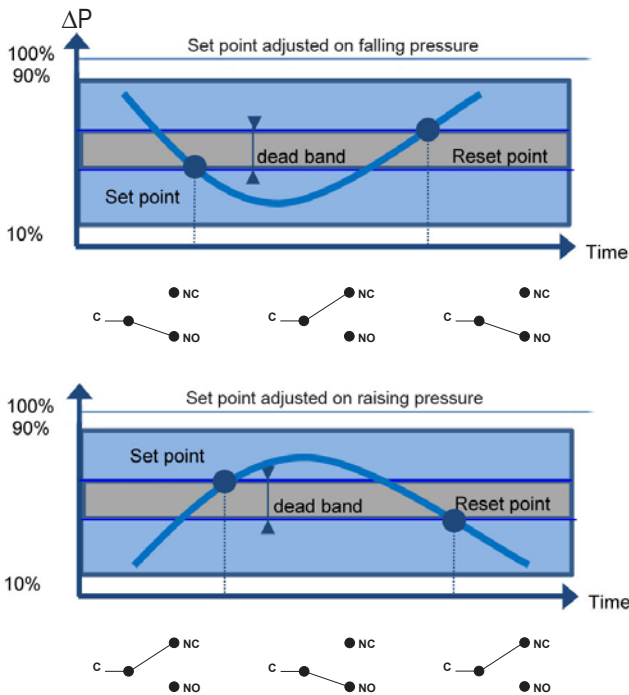 ΔP
Set point adjusted on falling pressure
100%
90%
dead band
Reset point
Set point
10%
Time
NC
NC
NC
C
C
C
NO
NO
NO
Set point adjusted on raising pressure
100%
90%
Set point
dead band
Reset point
10%
Time
NC
NC
NC
C
C
C
NO
NO
NO